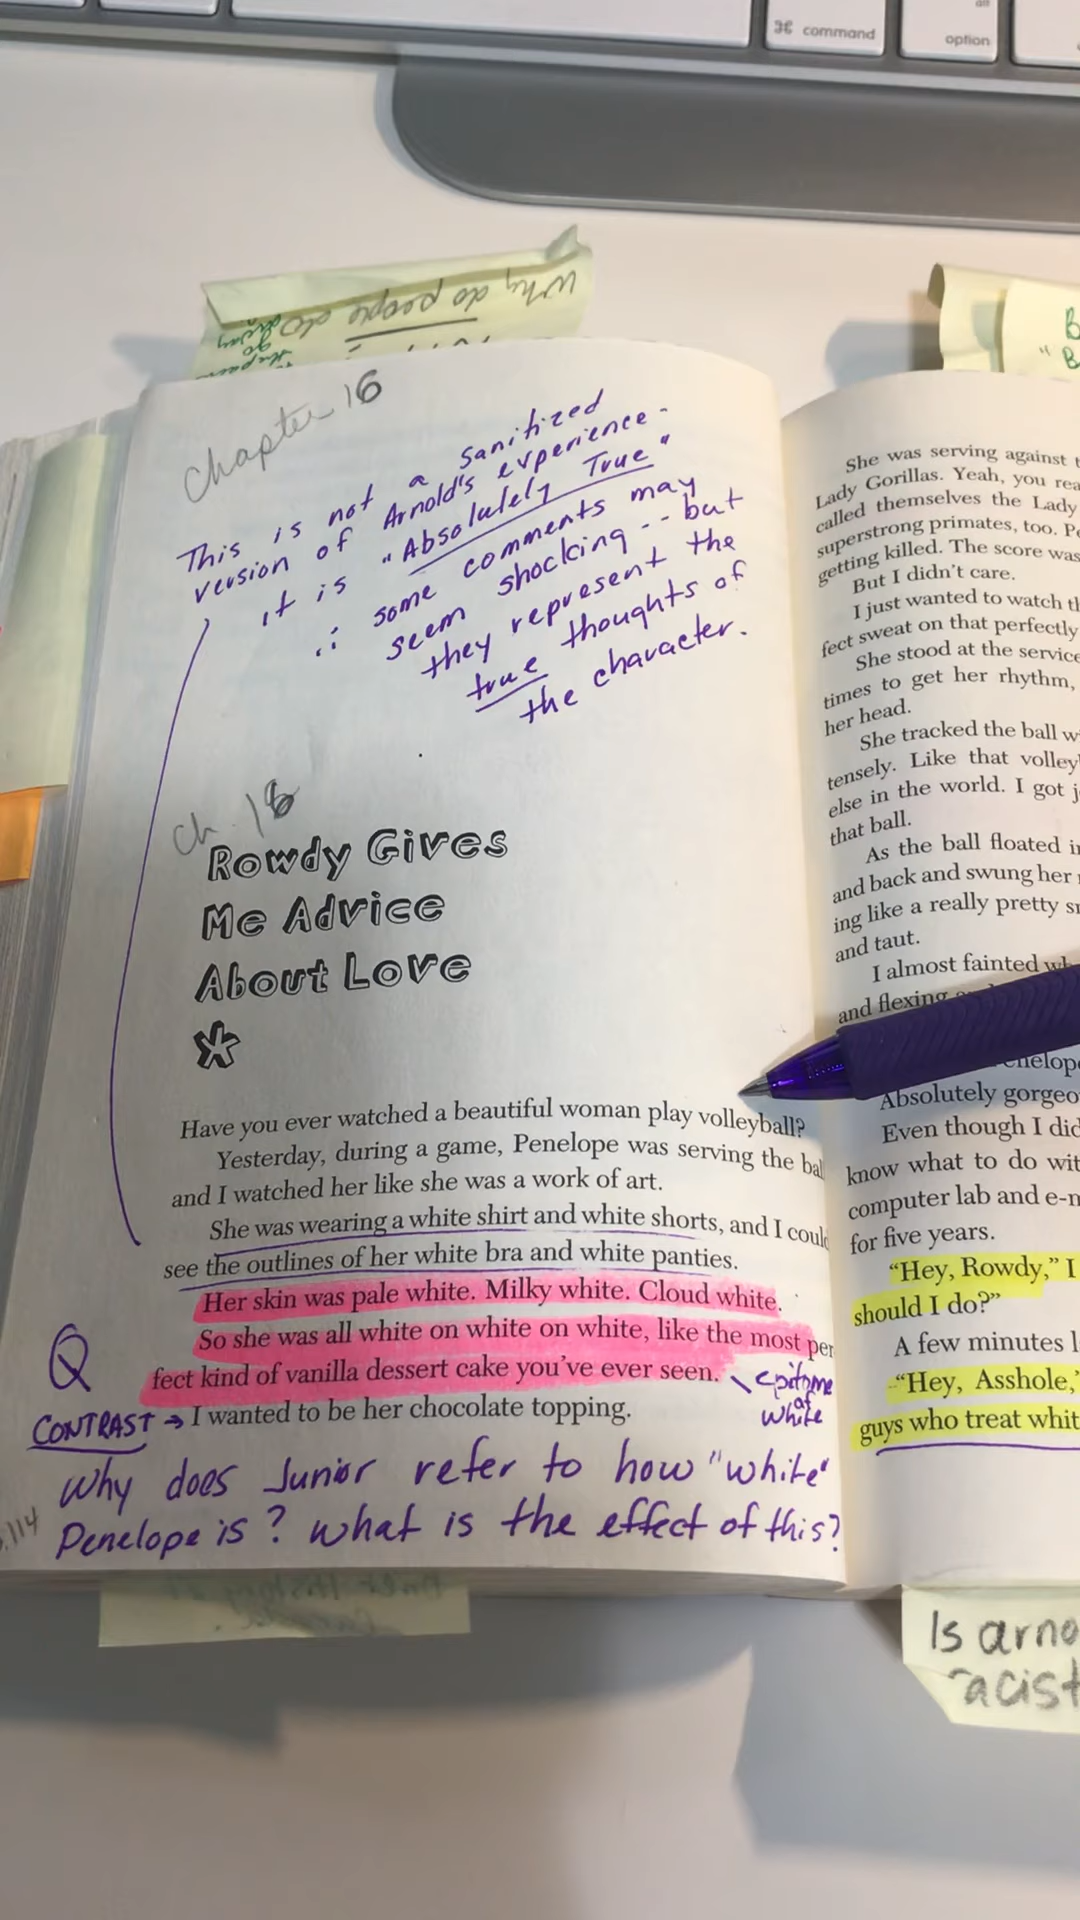 ⌘ command
option
Why do people do
Chapter 16
This is not a sanitized
version of Arnold's experience.
it is "Absolulely True"
∴ some comments may
seem shocking -- but
they represent the
true thoughts of
the character.
Ch. 16
Rowdy Gives
Me Advice
About Love
*
Have you ever watched a beautiful woman play volleyball?
Yesterday, during a game, Penelope was serving the bal
and I watched her like she was a work of art.
She was wearing a white shirt and white shorts, and I could
see the outlines of her white bra and white panties.
Her skin was pale white. Milky white. Cloud white.
So she was all white on white on white, like the most per
fect kind of vanilla dessert cake you've ever seen.
epitome
of
white
Q
CONTRAST → I wanted to be her chocolate topping.
Why does Junior refer to how "white"
Penelope is? what is the effect of this?
114
She was serving against t
Lady Gorillas. Yeah, you rea
called themselves the Lady
superstrong primates, too. Pe
getting killed. The score was
But I didn't care.
I just wanted to watch th
fect sweat on that perfectly
She stood at the service
times to get her rhythm,
her head.
She tracked the ball w
tensely. Like that volley
else in the world. I got j
that ball.
As the ball floated in
and back and swung her
ing like a really pretty s
and taut.
I almost fainted wh
and flexing
enelop
Absolutely gorgeo
Even though I did
know what to do wit
computer lab and e-m
for five years.
"Hey, Rowdy," I
should I do?"
A few minutes l
"Hey, Asshole,"
guys who treat whit
Is arno
racist